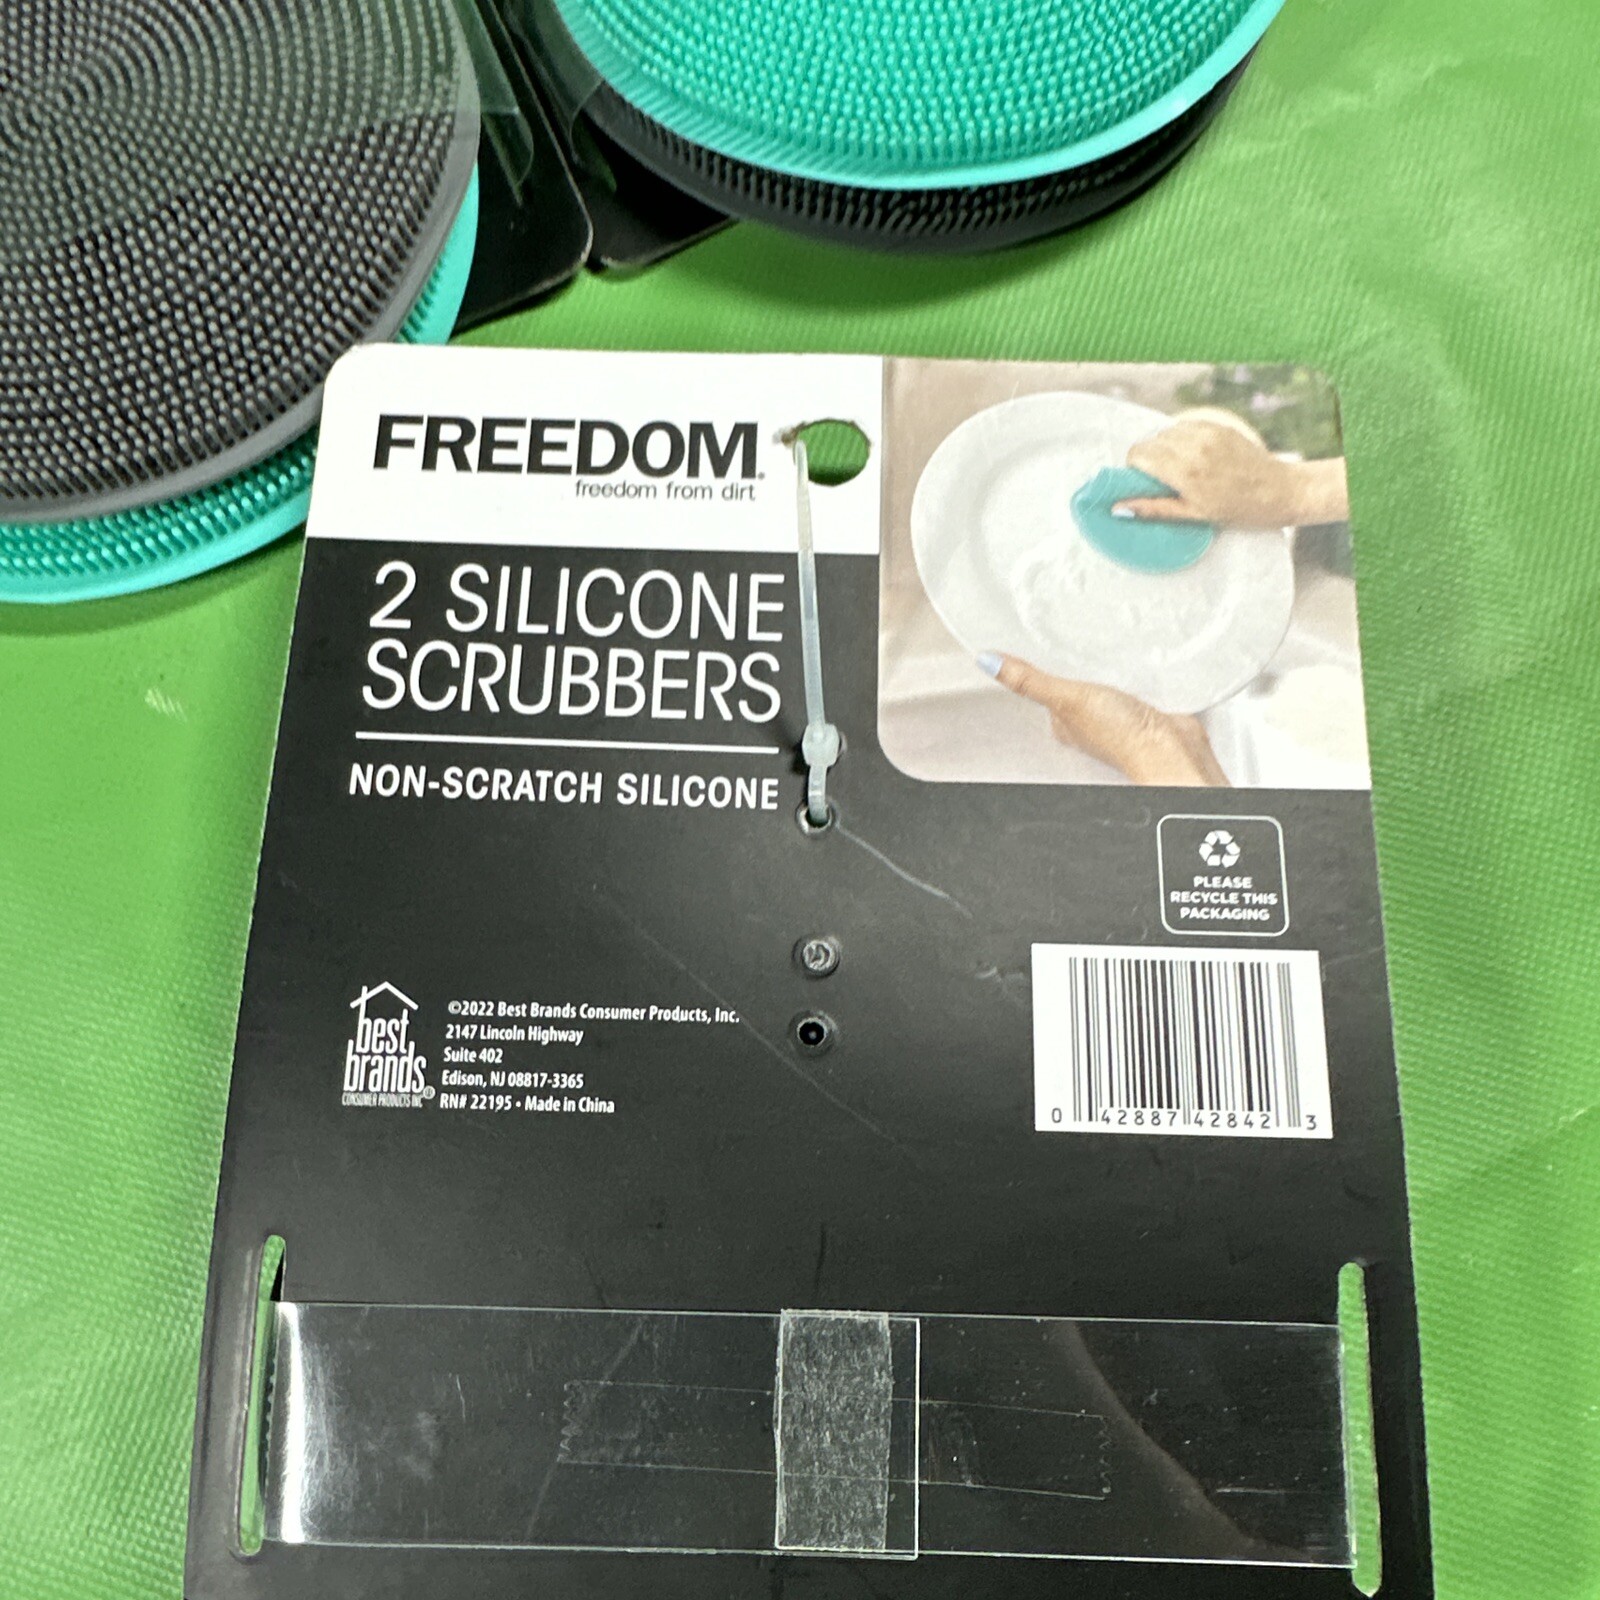 FREEDOM.
freedom from dirt
2 SILICONE
SCRUBBERS
NON-SCRATCH SILICONE
PLEASE
RECYCLE THIS
PACKAGING
best
brands®
CONSUMER PRODUCTS INC
©2022 Best Brands Consumer Products, Inc.
2147 Lincoln Highway
Suite 402
Edison, NJ 08817-3365
RN# 22195 • Made in China
0 42887 42842 3